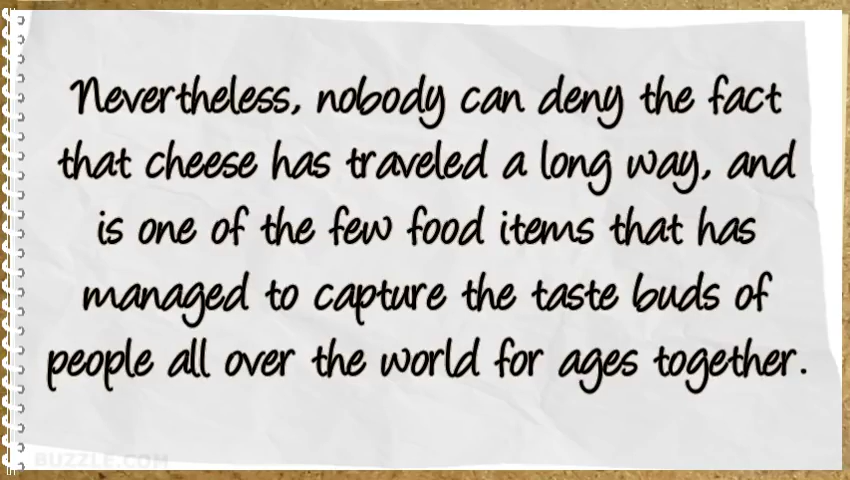 Nevertheless, nobody can deny the fact
that cheese has traveled a long way, and
is one of the few food items that has
managed to capture the taste buds of
people all over the world for ages together.
BUZZLE.COM